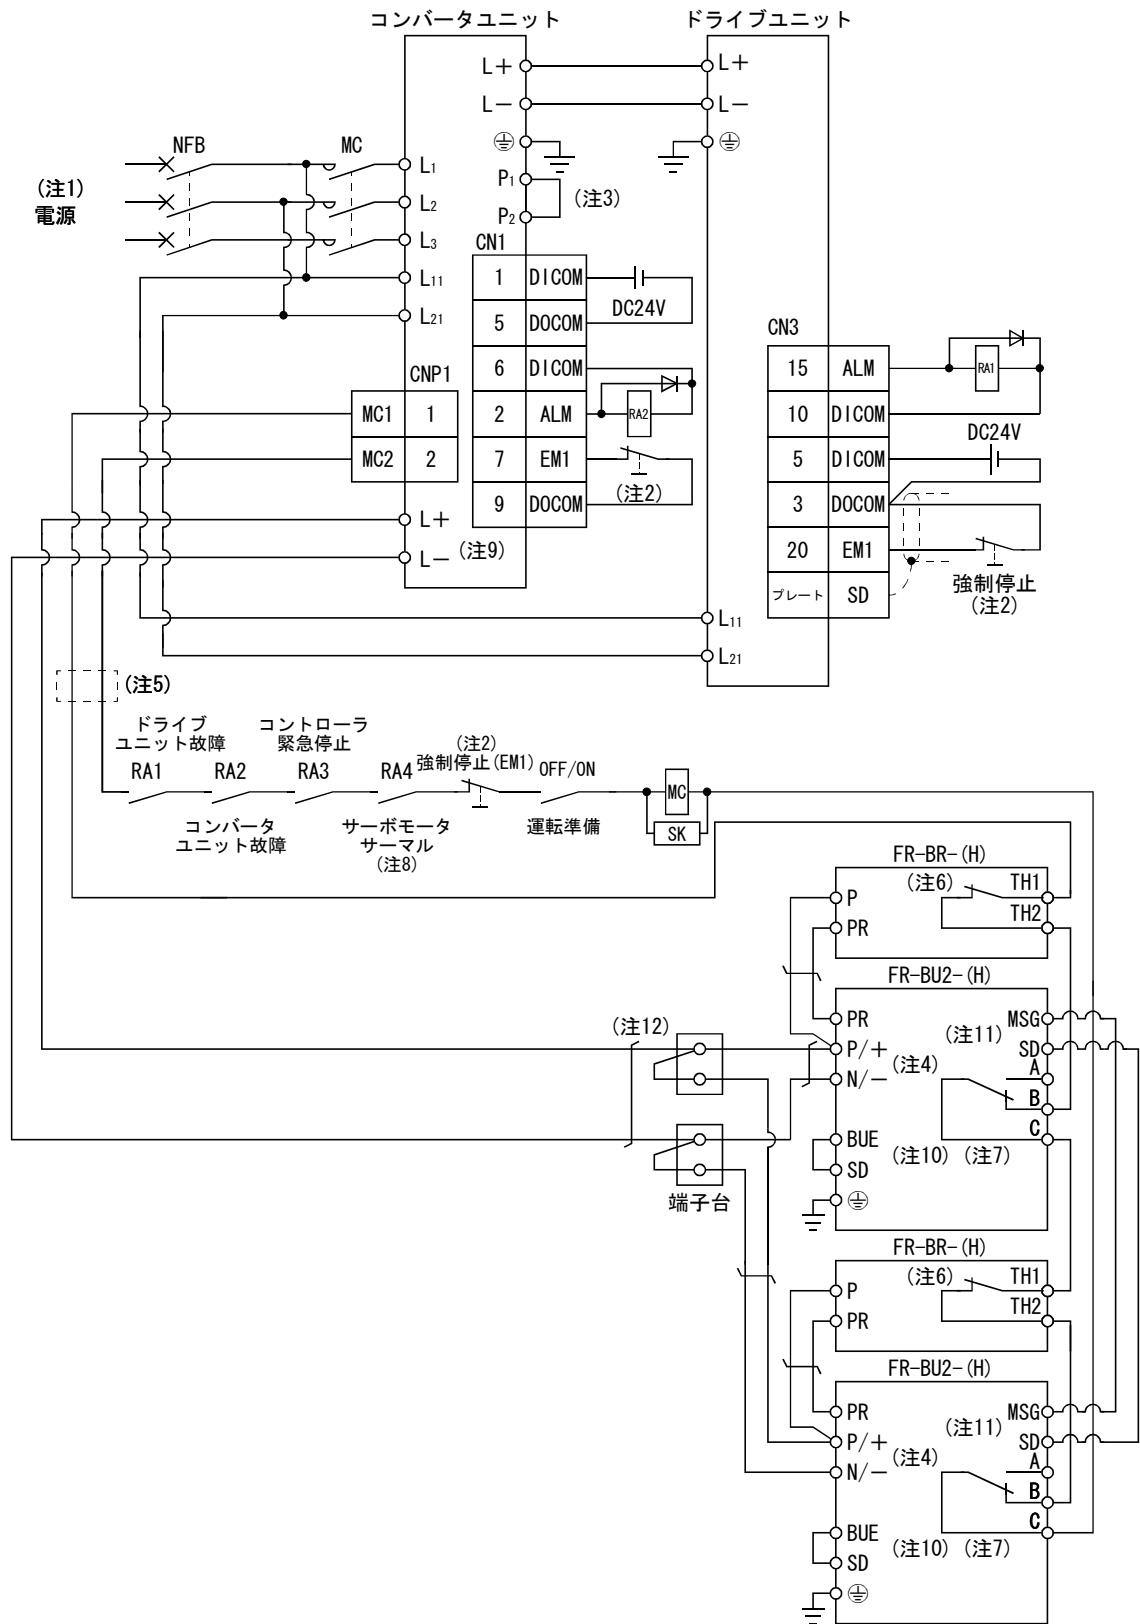 コンバータユニット
ドライブユニット
L+
L+
L−
L−
NFB
MC
L1
P1
(注3)
(注1)
電源
L2
P2
L3
CN1
L11
1 DICOM
DC24V
L21
5 DOCOM
CN3
6 DICOM
15 ALM
RA1
CNP1
MC1 1
2 ALM
RA2
10 DICOM
DC24V
MC2 2
7 EM1
(注2)
5 DICOM
9 DOCOM
3 DOCOM
L+
L− (注9)
20 EM1
強制停止
(注2)
プレート SD
L11
L21
(注5)
ドライブ
ユニット故障
コントローラ
緊急停止
(注2)
強制停止(EM1)
OFF/ON
RA1
RA2
RA3
RA4
MC
SK
コンバータ
ユニット故障
サーボモータ
サーマル
(注8)
運転準備
FR-BR-(H)
P
(注6)
TH1
PR
TH2
FR-BU2-(H)
PR
(注11)
MSG
(注12)
P/+
(注4)
SD
N/−
A
B
BUE
(注10)
(注7)
C
SD
端子台
FR-BR-(H)
P
(注6)
TH1
PR
TH2
FR-BU2-(H)
PR
(注11)
MSG
P/+
(注4)
SD
N/−
A
B
BUE
(注10)
(注7)
C
SD